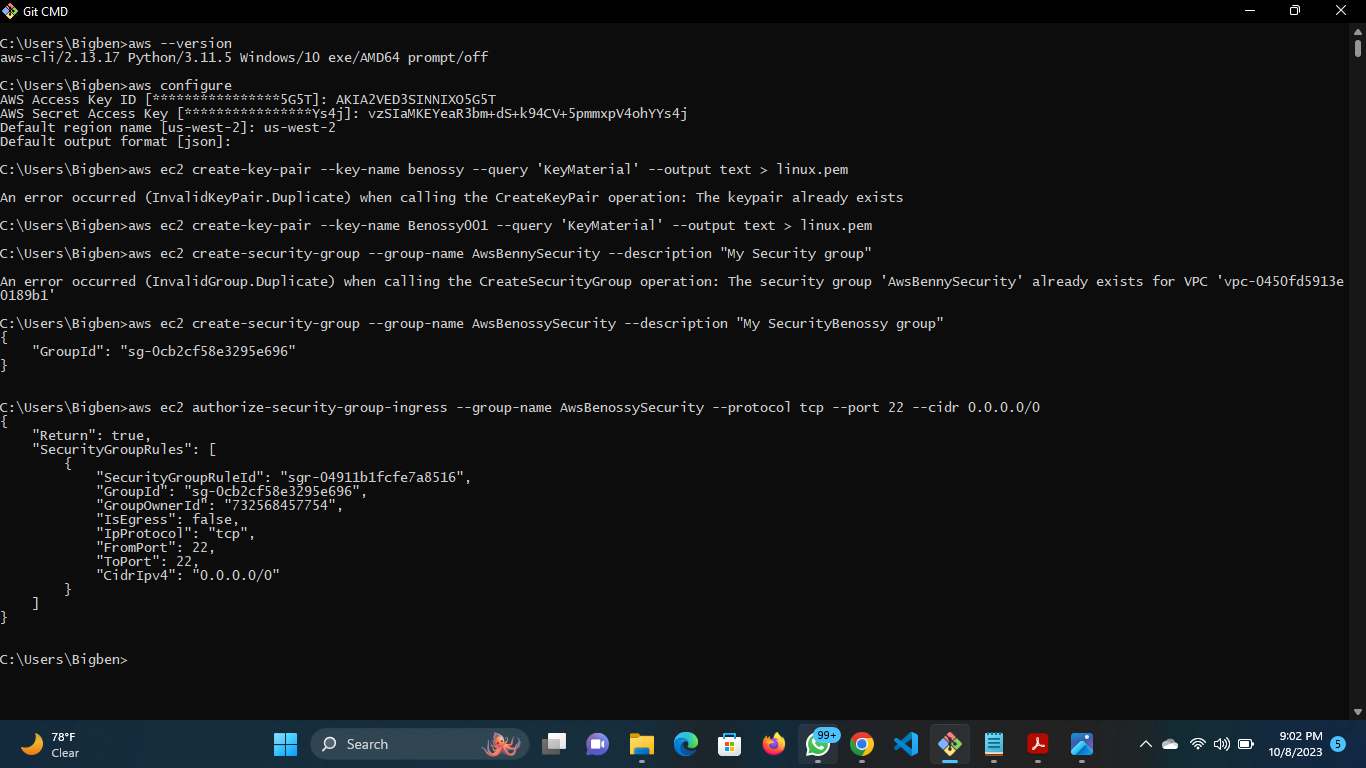 Git CMD
C:\Users\Bigben>aws --version
aws-cli/2.13.17 Python/3.11.5 Windows/10 exe/AMD64 prompt/off
C:\Users\Bigben>aws configure
AWS Access Key ID [****************5G5T]:
AWS Secret Access Key [****************Ys4j]:
Default region name [us-west-2]: us-west-2
Default output format [json]:
C:\Users\Bigben>aws ec2 create-key-pair --key-name benossy --query 'KeyMaterial' --output text > linux.pem
An error occurred (InvalidKeyPair.Duplicate) when calling the CreateKeyPair operation: The keypair already exists
C:\Users\Bigben>aws ec2 create-key-pair --key-name Benossy001 --query 'KeyMaterial' --output text > linux.pem
C:\Users\Bigben>aws ec2 create-security-group --group-name AwsBennySecurity --description "My Security group"
An error occurred (InvalidGroup.Duplicate) when calling the CreateSecurityGroup operation: The security group 'AwsBennySecurity' already exists for VPC 'vpc-0450fd5913e
0189b1'
C:\Users\Bigben>aws ec2 create-security-group --group-name AwsBenossySecurity --description "My SecurityBenossy group"
{
    "GroupId": "sg-0cb2cf58e3295e696"
}
C:\Users\Bigben>aws ec2 authorize-security-group-ingress --group-name AwsBenossySecurity --protocol tcp --port 22 --cidr 0.0.0.0/0
{
    "Return": true,
    "SecurityGroupRules": [
        {
            "SecurityGroupRuleId": "sgr-04911b1fcfe7a8516",
            "GroupId": "sg-0cb2cf58e3295e696",
            "GroupOwnerId": "732568457754",
            "IsEgress": false,
            "IpProtocol": "tcp",
            "FromPort": 22,
            "ToPort": 22,
            "CidrIpv4": "0.0.0.0/0"
        }
    ]
}
C:\Users\Bigben>
78°F
Clear
Search
99+
9:02 PM
10/8/2023
5